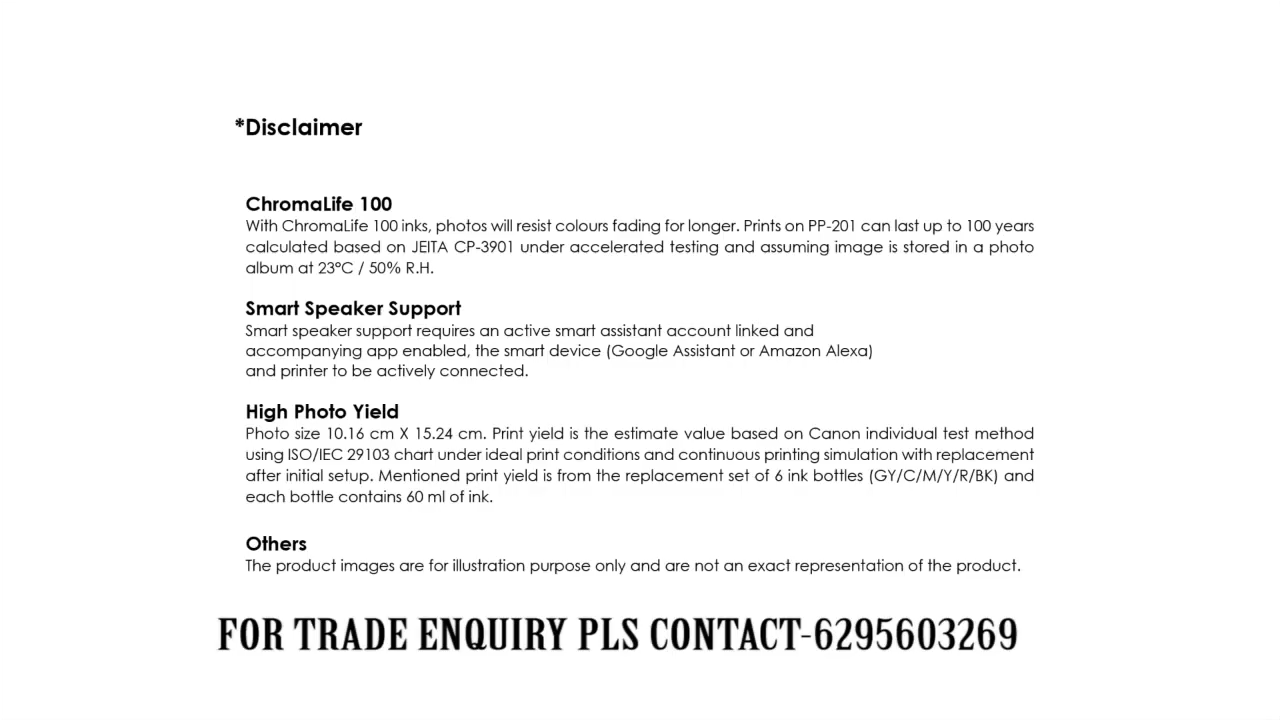 *Disclaimer
ChromaLife 100
With ChromaLife 100 inks, photos will resist colours fading for longer. Prints on PP-201 can last up to 100 years
calculated based on JEITA CP-3901 under accelerated testing and assuming image is stored in a photo
album at 23°C / 50% R.H.
Smart Speaker Support
Smart speaker support requires an active smart assistant account linked and
accompanying app enabled, the smart device (Google Assistant or Amazon Alexa)
and printer to be actively connected.
High Photo Yield
Photo size 10.16 cm X 15.24 cm. Print yield is the estimate value based on Canon individual test method
using ISO/IEC 29103 chart under ideal print conditions and continuous printing simulation with replacement
after initial setup. Mentioned print yield is from the replacement set of 6 ink bottles (GY/C/M/Y/R/BK) and
each bottle contains 60 ml of ink.
Others
The product images are for illustration purpose only and are not an exact representation of the product.
FOR TRADE ENQUIRY PLS CONTACT-6295603269